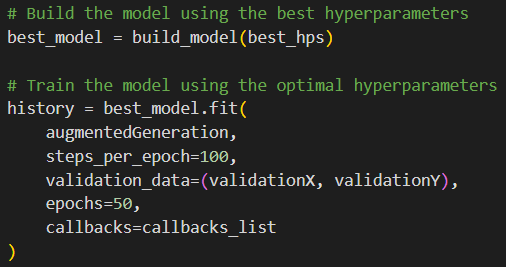 # Build the model using the best hyperparameters
best_model = build_model(best_hps)

# Train the model using the optimal hyperparameters
history = best_model.fit(
    augmentedGeneration,
    steps_per_epoch=100,
    validation_data=(validationX, validationY),
    epochs=50,
    callbacks=callbacks_list
)